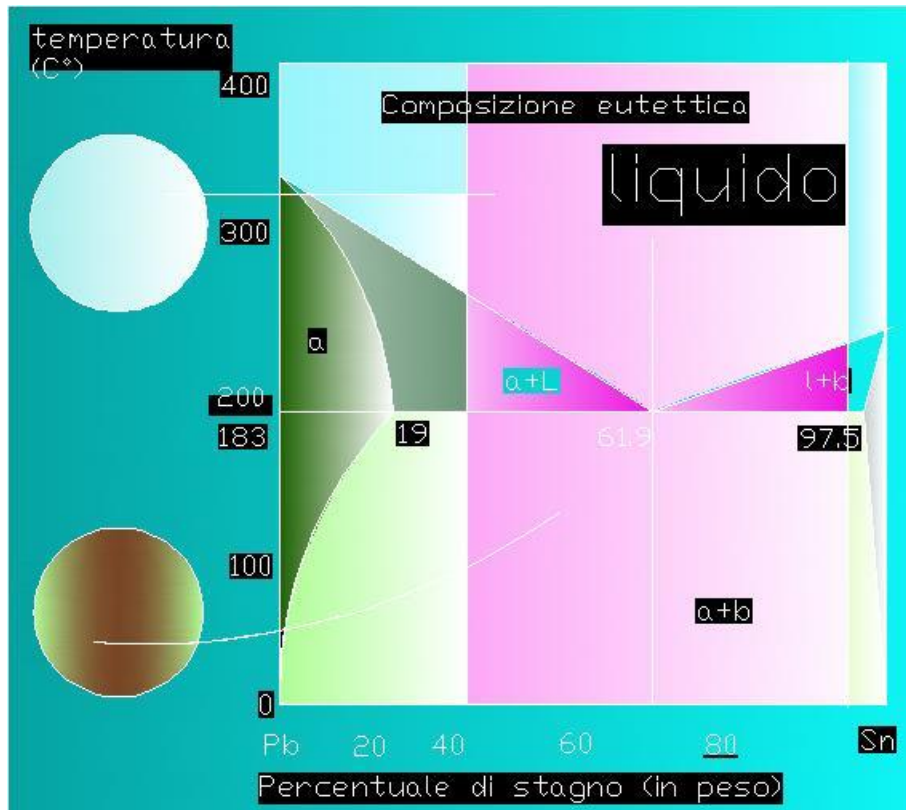 temperatura
(C°)
400
Composizione eutettica
liquido
300
a
a+L
l+b
200
183
19
61.9
97.5
100
a+b
0
Pb 20 40 60 80 Sn
Percentuale di stagno (in peso)